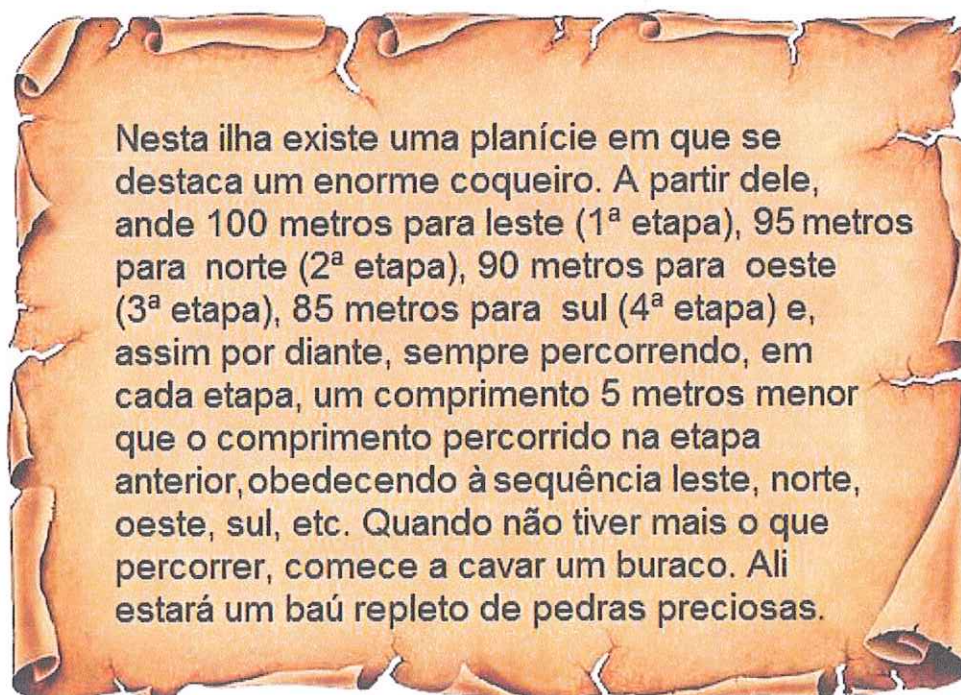 Nesta ilha existe uma planície em que se
destaca um enorme coqueiro. A partir dele,
ande 100 metros para leste (1ª etapa), 95 metros
para norte (2ª etapa), 90 metros para oeste
(3ª etapa), 85 metros para sul (4ª etapa) e,
assim por diante, sempre percorrendo, em
cada etapa, um comprimento 5 metros menor
que o comprimento percorrido na etapa
anterior, obedecendo à sequência leste, norte,
oeste, sul, etc. Quando não tiver mais o que
percorrer, comece a cavar um buraco. Ali
estará um baú repleto de pedras preciosas.